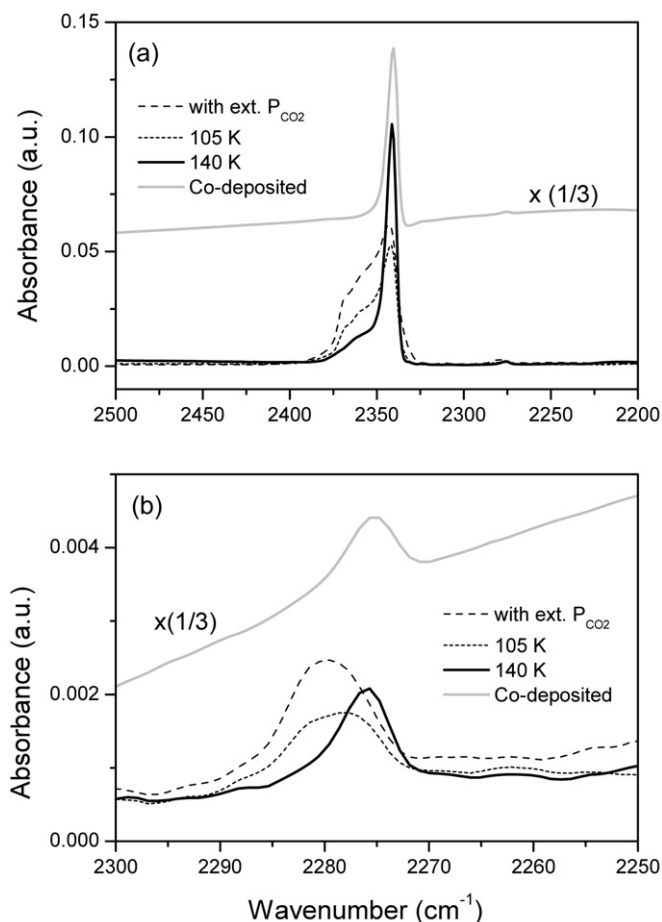 0.15
(a)
with ext. P_CO2
105 K
140 K
Co-deposited
0.10
x (1/3)
0.05
0.00
Absorbance (a.u.)
2500 2450 2400 2350 2300 2250 2200
(b)
0.004
x(1/3)
with ext. P_CO2
105 K
140 K
Co-deposited
0.002
0.000
Absorbance (a.u.)
2300 2290 2280 2270 2260 2250
Wavenumber (cm⁻¹)